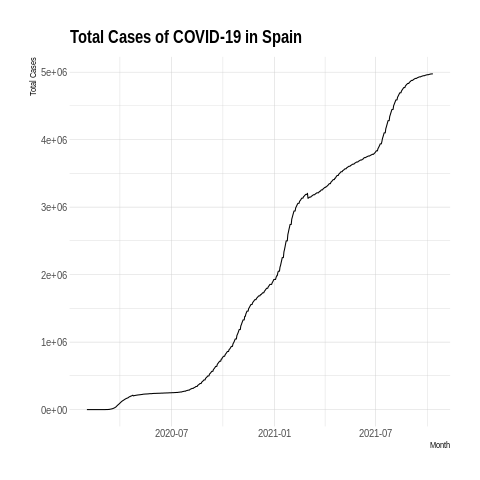 Total Cases of COVID-19 in Spain
Total Cases
5e+06
4e+06
3e+06
2e+06
1e+06
0e+00
2020-07 2021-01 2021-07
Month